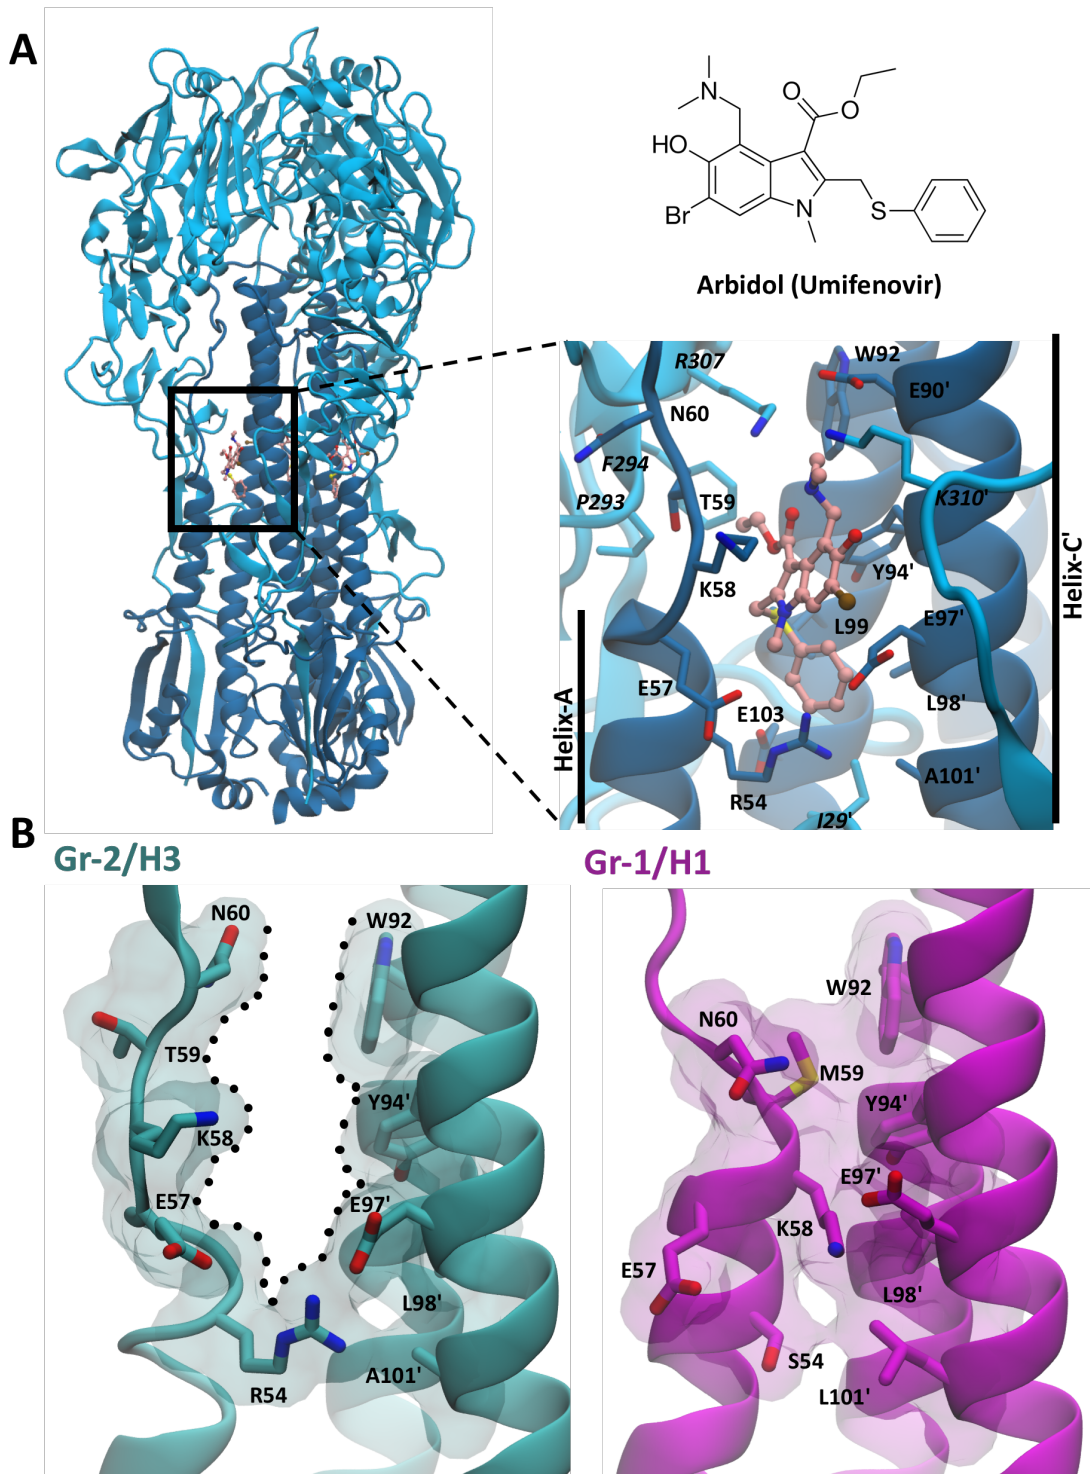 A
N
O
O
HO
Br
N
S
Arbidol (Umifenovir)
R307
W92
E90'
N60
F294
P293
T59
K310'
K58
Y94'
L99
E97'
E57
E103
L98'
R54
A101'
I29'
Helix-A
Helix-C'
B
Gr-2/H3
Gr-1/H1
N60
W92
T59
K58
Y94'
E57
E97'
L98'
A101'
R54
W92
N60
M59
Y94'
E97'
K58
E57
L98'
S54
L101'